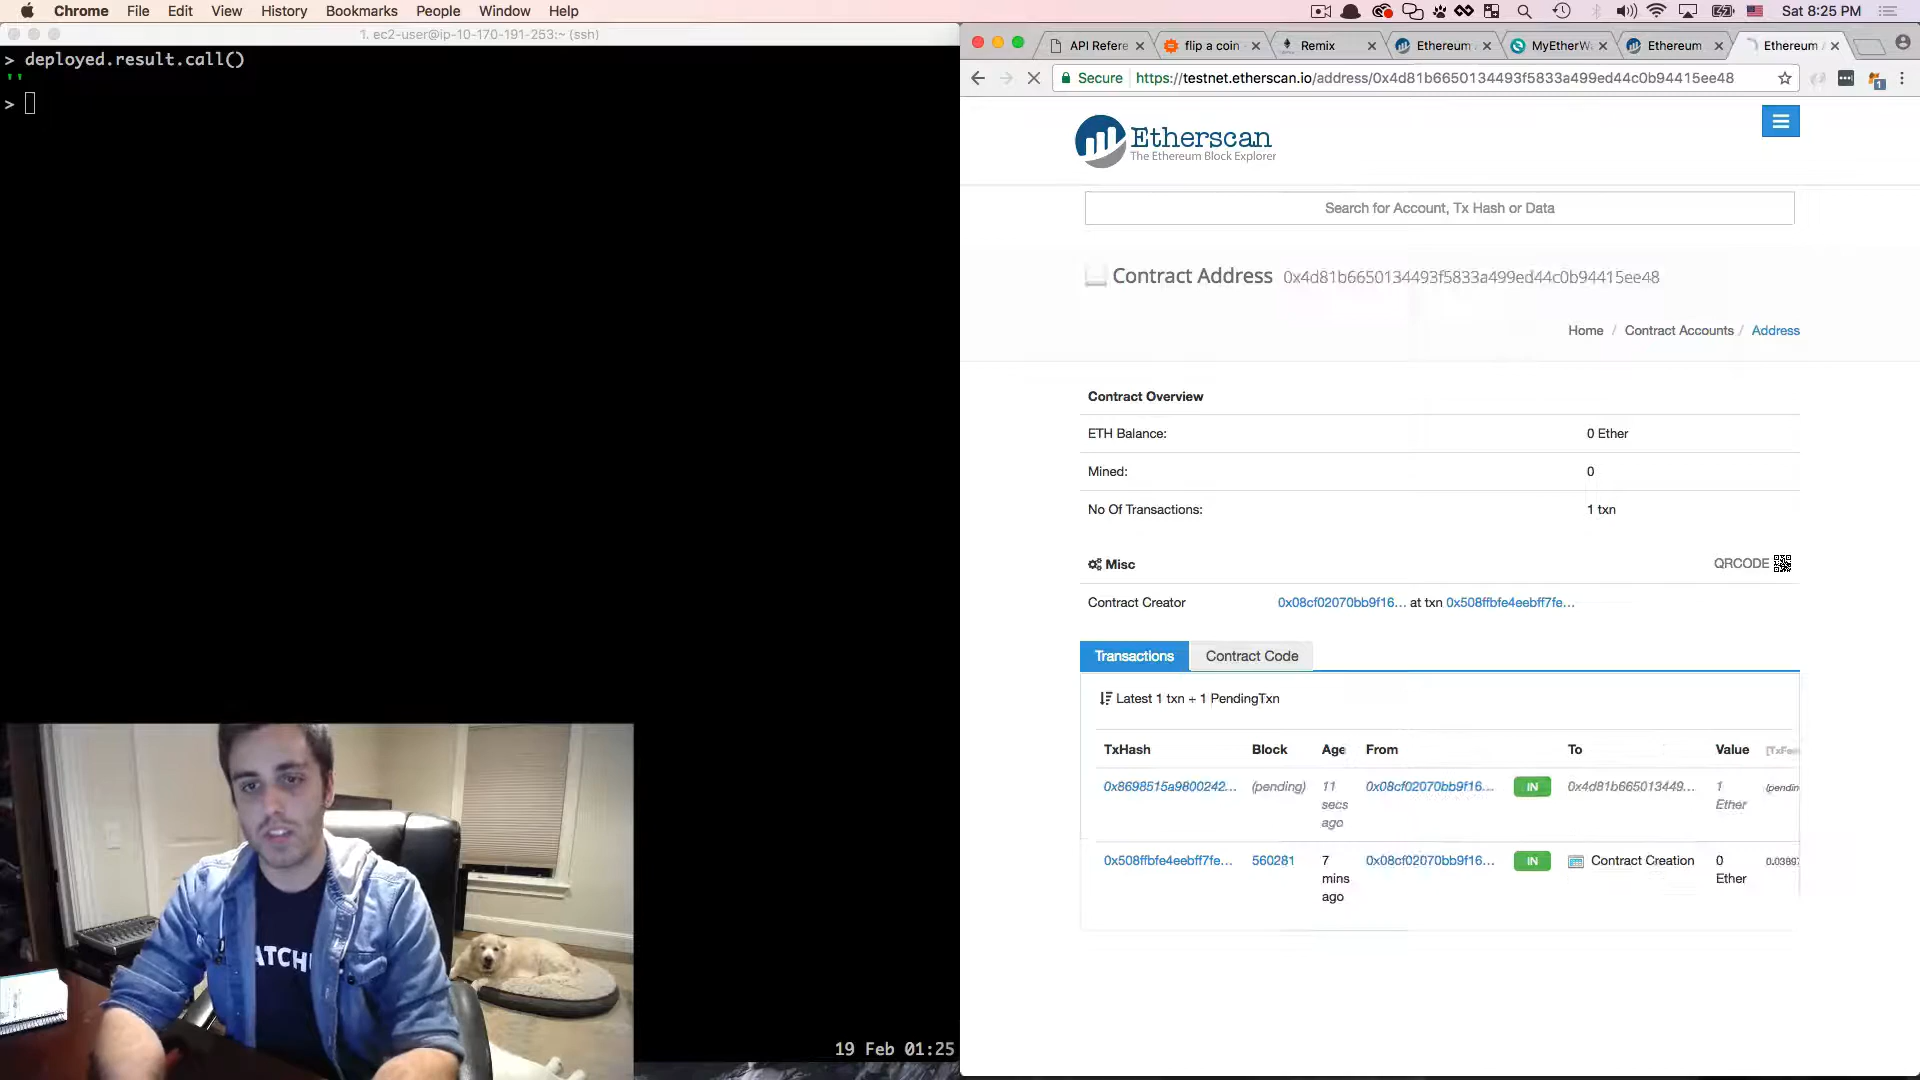 Chrome File Edit View History Bookmarks People Window Help
Sat 8:25 PM
1. ec2-user@ip-10-170-191-253:~ (ssh)
> deployed.result.call()
''
>
19 Feb 01:25
API Refere
flip a coin
Remix
Ethereum
MyEtherW
Ethereum
Ethereum
Secure https://testnet.etherscan.io/address/0x4d81b6650134493f5833a499ed44c0b94415ee48
Etherscan
The Ethereum Block Explorer
Search for Account, Tx Hash or Data
Contract Address 0x4d81b6650134493f5833a499ed44c0b94415ee48
Home / Contract Accounts / Address
Contract Overview
ETH Balance: 0 Ether
Mined: 0
No Of Transactions: 1 txn
Misc QRCODE
Contract Creator 0x08cf02070bb9f16... at txn 0x508ffbfe4eebff7fe...
Transactions Contract Code
Latest 1 txn + 1 PendingTxn
TxHash Block Age From To Value [TxFee
0x8698515a9800242... (pending) 11 secs ago 0x08cf02070bb9f16... IN 0x4d81b665013449... 1 Ether (pendin
0x508ffbfe4eebff7fe... 560281 7 mins ago 0x08cf02070bb9f16... IN Contract Creation 0 Ether
ATCH